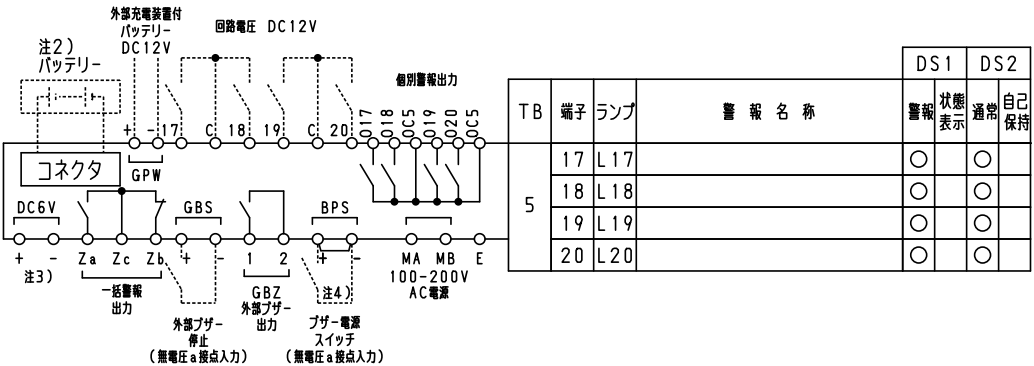 外部充電装置付
バッテリー
DC12V
回路電圧 DC12V
注2)
バッテリー
個別警報出力
+ - 17 C 18 19 C 20 O17 O18 OC5 O19 O20 OC5
コネクタ
GPW
DC6V
GBS
BPS
+ - Za Zc Zb + - 1 2 + - MA MB E
注3)
一括警報
出力
外部ブザー
停止
(無電圧a接点入力)
GBZ
外部ブザー
出力
注4)
ブザー電源
スイッチ
(無電圧a接点入力)
100-200V
AC電源
DS1 DS2
TB 端子 ランプ 警報名称 警報 状態表示 通常 自己保持
5
17 L17 ○ ○
18 L18 ○ ○
19 L19 ○ ○
20 L20 ○ ○